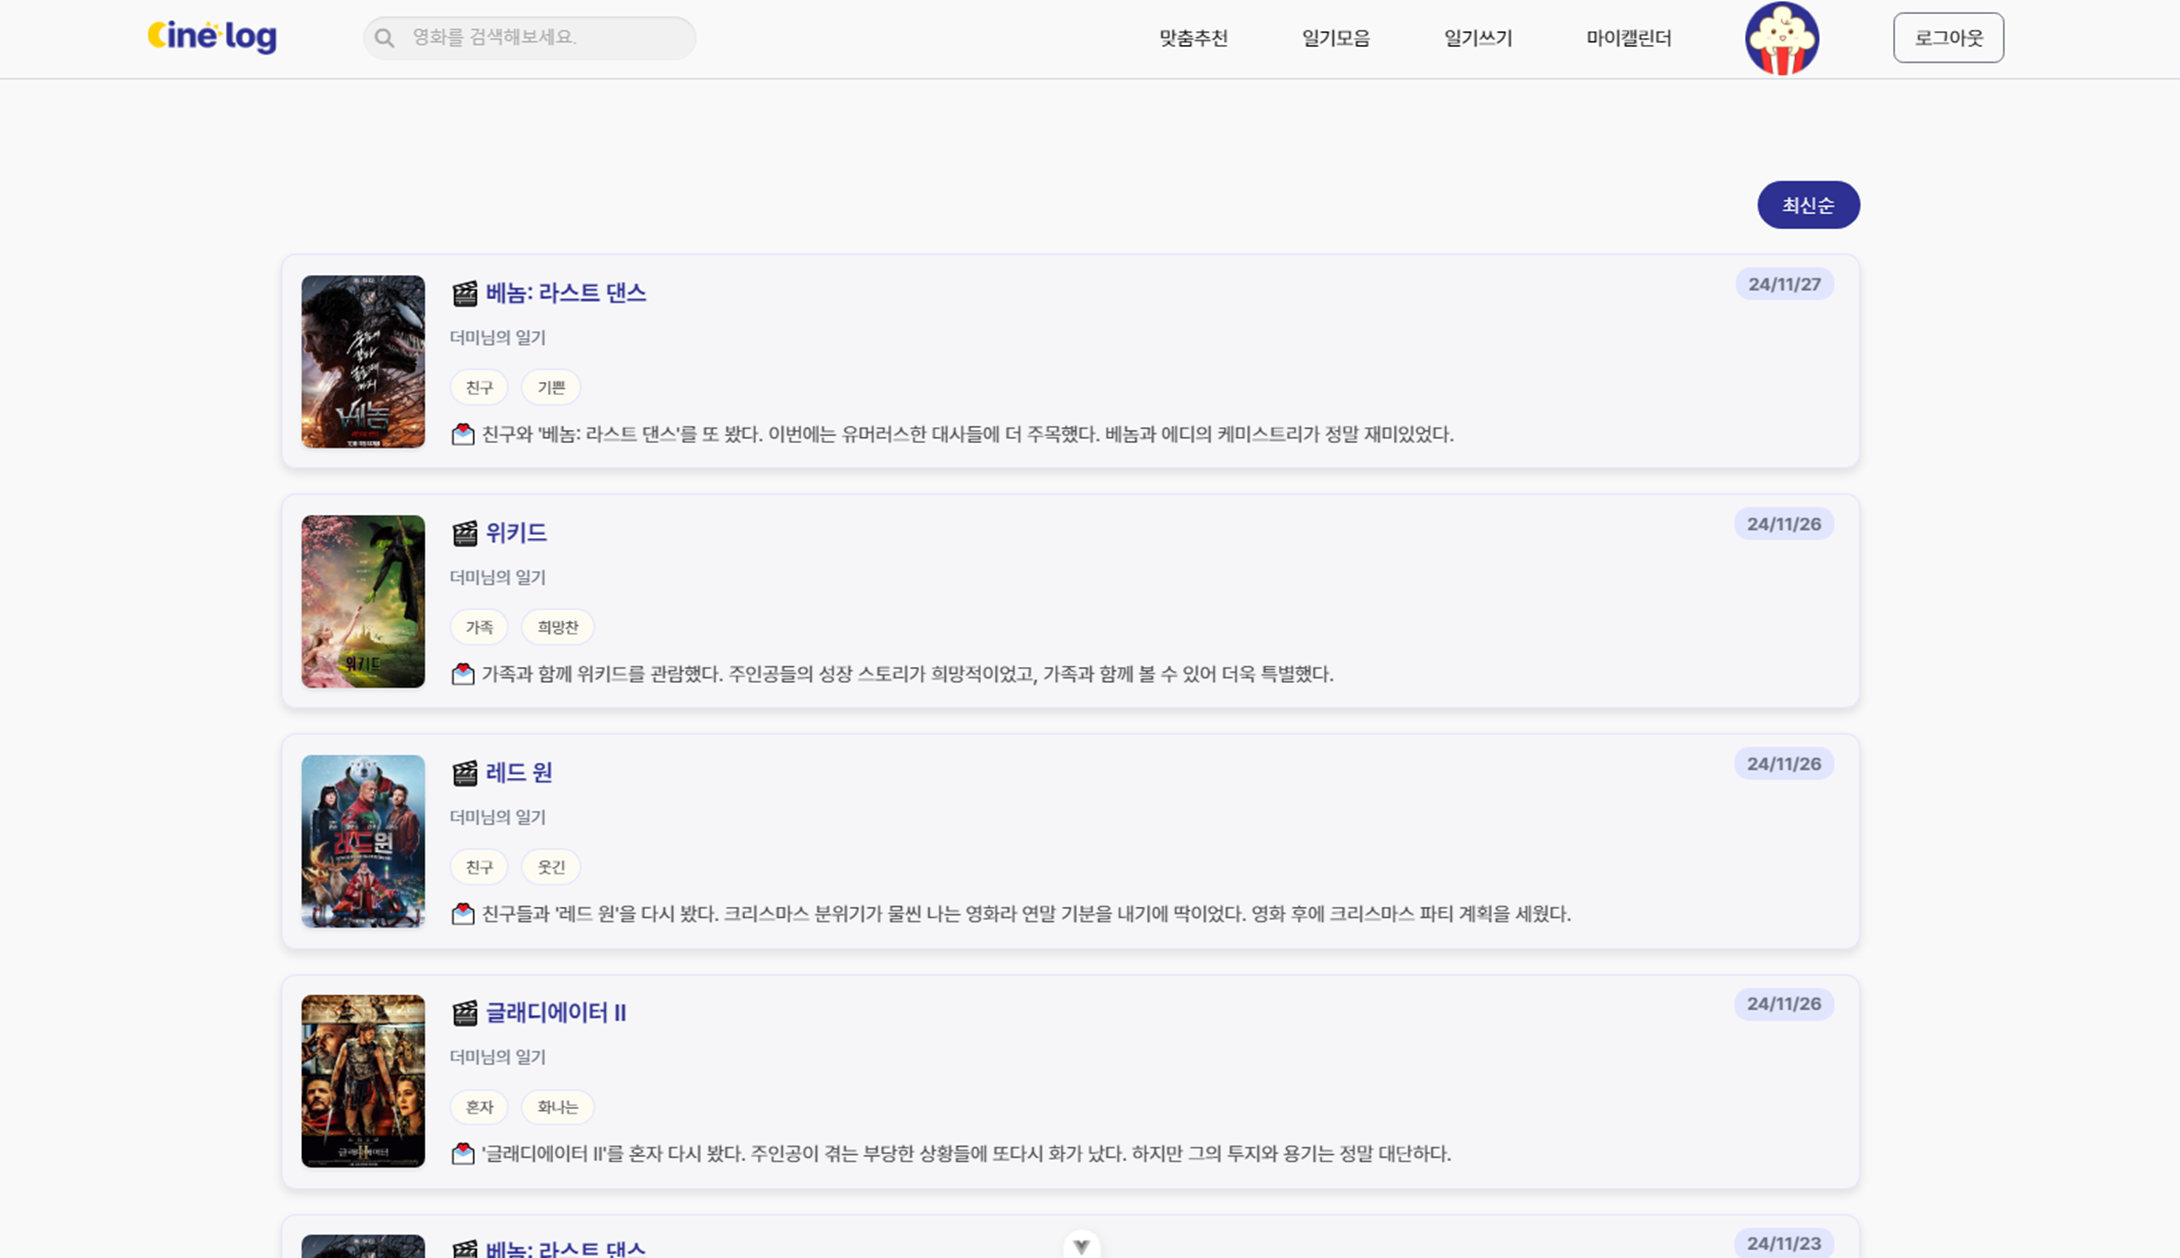 Cine log
영화를 검색해보세요.
맞춤추천
일기모음
일기쓰기
마이캘린더
로그아웃
최신순
베놈: 라스트 댄스
24/11/27
더미님의 일기
친구 기쁜
친구와 '베놈: 라스트 댄스'를 또 봤다. 이번에는 유머러스한 대사들에 더 주목했다. 베놈과 에디의 케미스트리가 정말 재미있었다.
베놈
위키드
24/11/26
더미님의 일기
가족 희망찬
가족과 함께 위키드를 관람했다. 주인공들의 성장 스토리가 희망적이었고, 가족과 함께 볼 수 있어 더욱 특별했다.
위키드
레드 원
24/11/26
더미님의 일기
친구 웃긴
친구들과 '레드 원'을 다시 봤다. 크리스마스 분위기가 물씬 나는 영화라 연말 기분을 내기에 딱이었다. 영화 후에 크리스마스 파티 계획을 세웠다.
레드 원
글래디에이터 II
24/11/26
더미님의 일기
혼자 화나는
'글래디에이터 II'를 혼자 다시 봤다. 주인공이 겪는 부당한 상황들에 또다시 화가 났다. 하지만 그의 투지와 용기는 정말 대단하다.
글래디에이터
베놈: 라스트 댄스
24/11/23